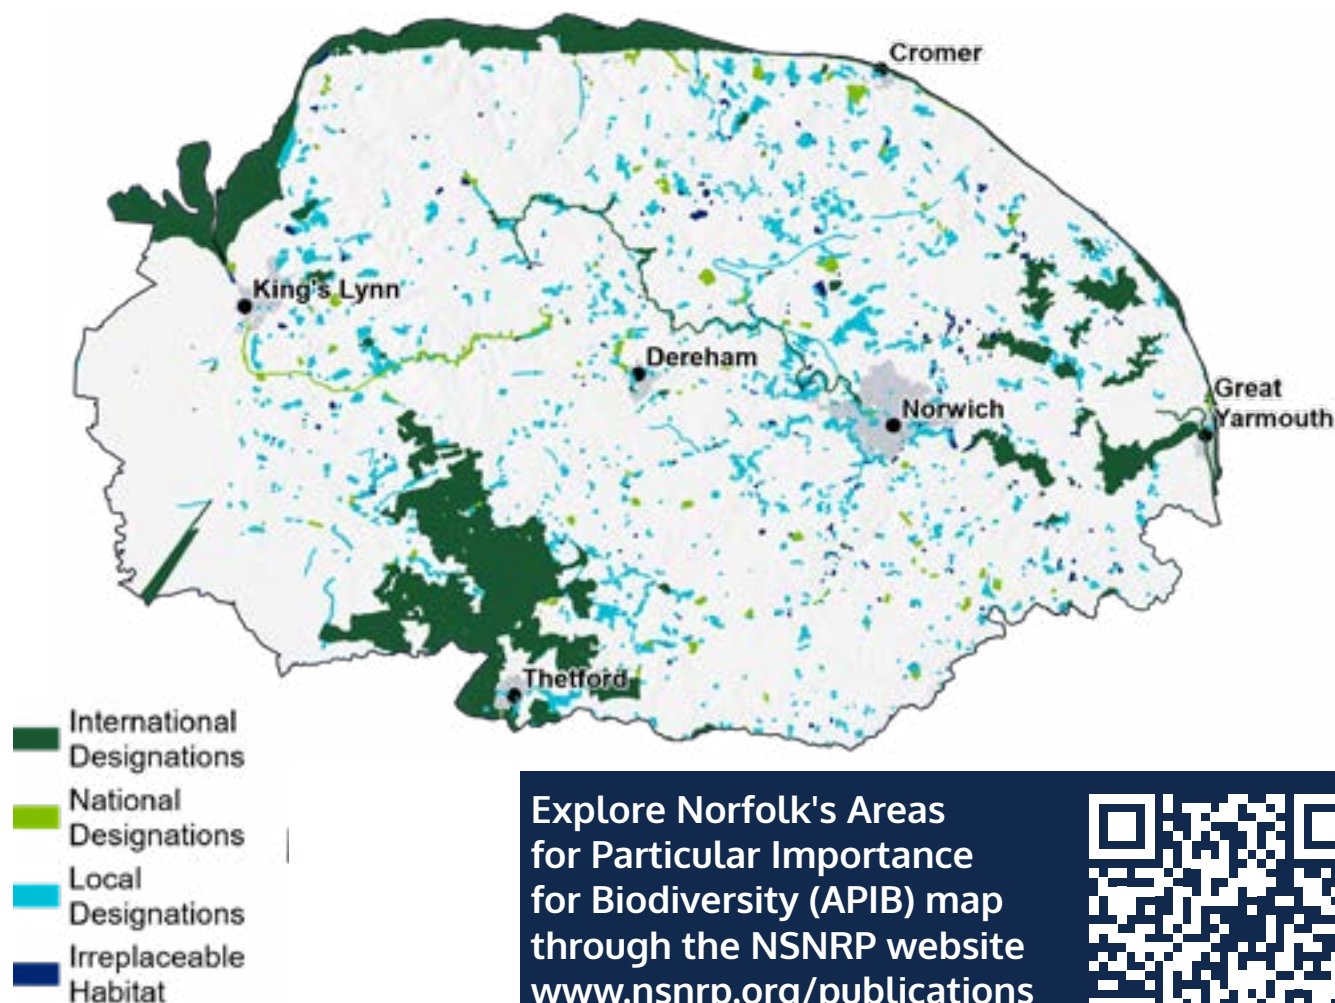 Cromer
King's Lynn
Dereham
Great
Yarmouth
Norwich
Thetford
International
Designations
National
Designations
Local
Designations
Irreplaceable
Habitat
Explore Norfolk's Areas
for Particular Importance
for Biodiversity (APIB) map
through the NSNRP website
www.nsnrp.org/publications